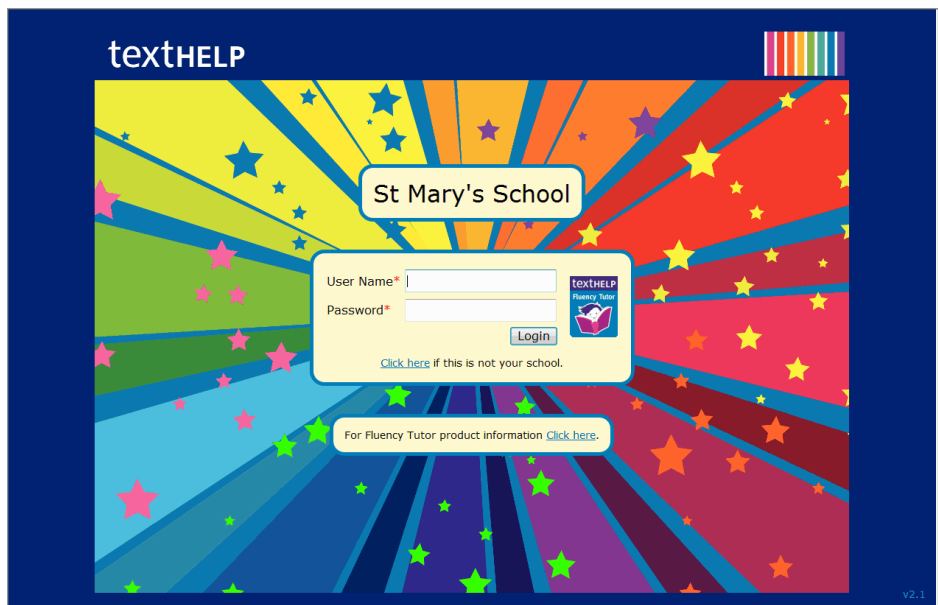 textHELP
St Mary's School
User Name*
textHELP
Fluency Tutor
Password*
Login
Click here if this is not your school.
For Fluency Tutor product information Click here.
v2.1